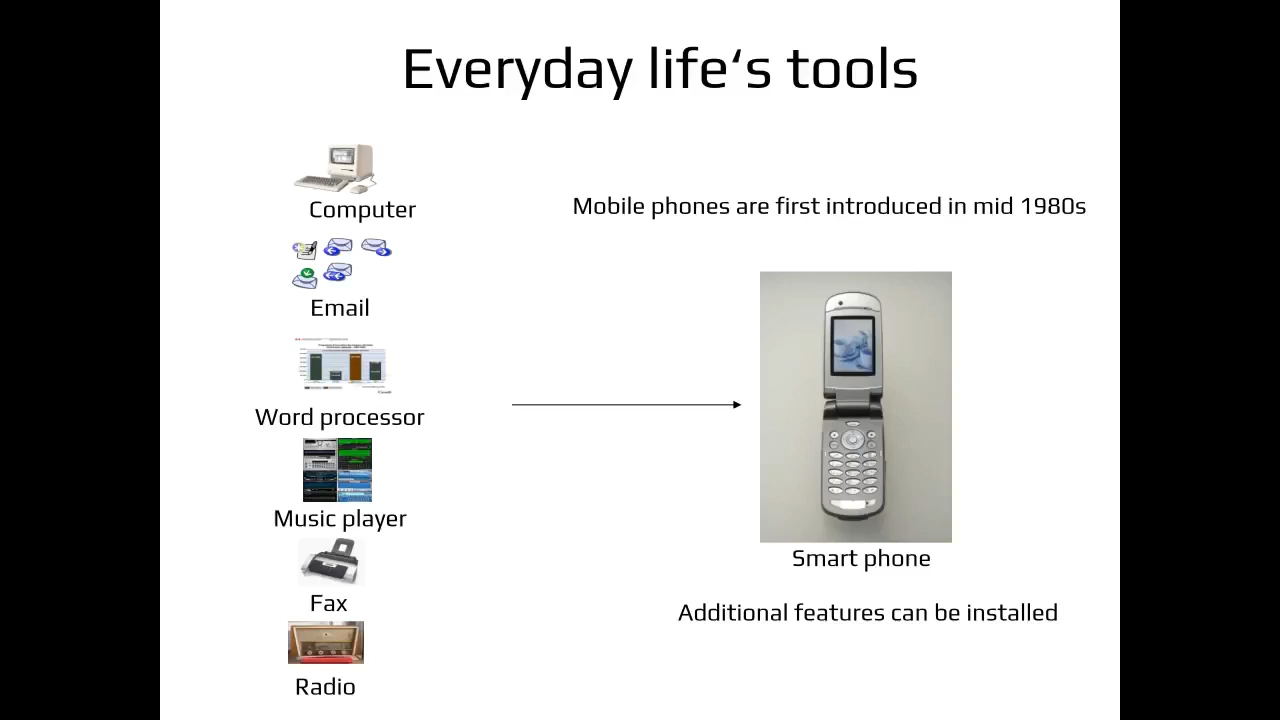 Everyday life‘s tools
Computer
Mobile phones are first introduced in mid 1980s
Email
Word processor
Music player
Smart phone
Fax
Additional features can be installed
Radio